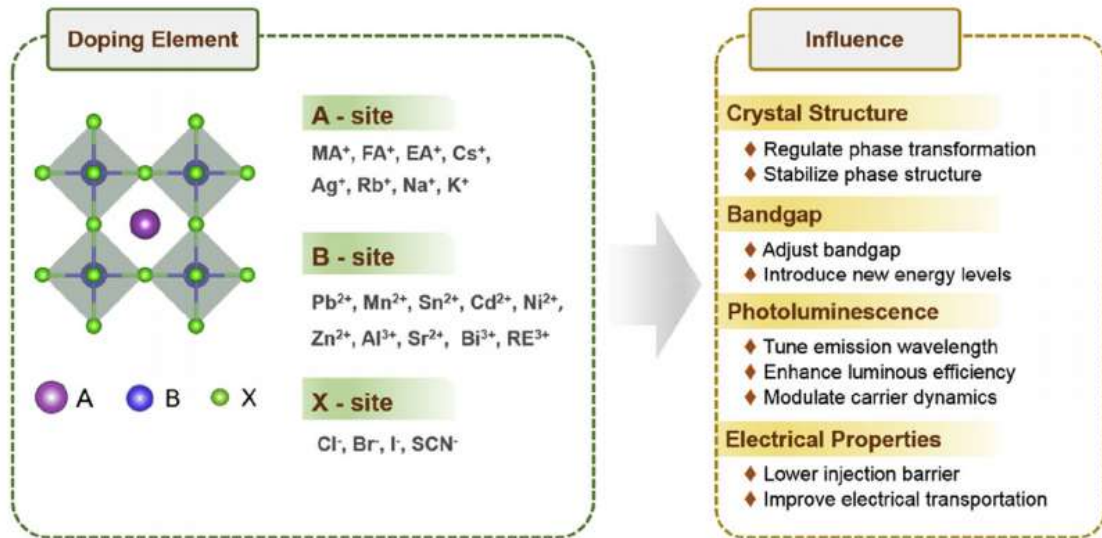 Doping Element
A - site
MA⁺, FA⁺, EA⁺, Cs⁺,
Ag⁺, Rb⁺, Na⁺, K⁺
B - site
Pb²⁺, Mn²⁺, Sn²⁺, Cd²⁺, Ni²⁺,
Zn²⁺, Al³⁺, Sr²⁺, Bi³⁺, RE³⁺
X - site
Cl⁻, Br⁻, I⁻, SCN⁻
A B X
Influence
Crystal Structure
♦ Regulate phase transformation
♦ Stabilize phase structure
Bandgap
♦ Adjust bandgap
♦ Introduce new energy levels
Photoluminescence
♦ Tune emission wavelength
♦ Enhance luminous efficiency
♦ Modulate carrier dynamics
Electrical Properties
♦ Lower injection barrier
♦ Improve electrical transportation